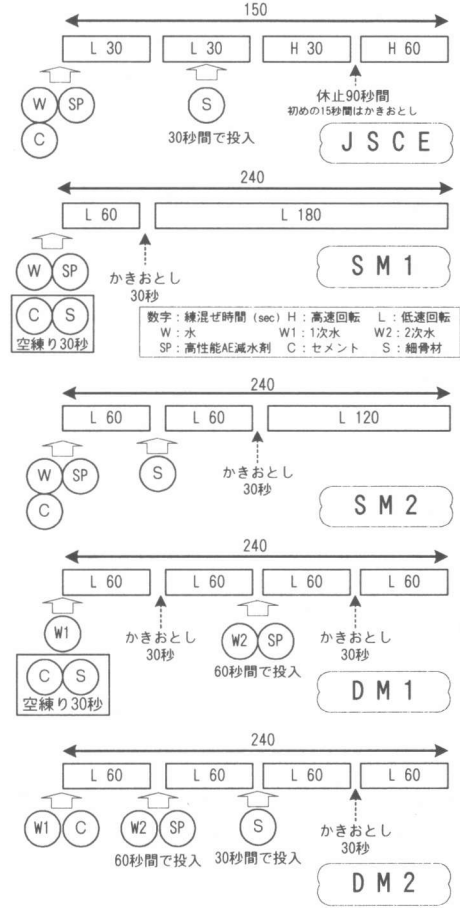 150
L 30 L 30 H 30 H 60
W SP
C
S
30秒間で投入
休止90秒間
初めの15秒間はかきおとし
JSCE
240
L 60 L 180
W SP
C S
空練り30秒
かきおとし
30秒
SM1
数字：練混ぜ時間 (sec) H：高速回転 L：低速回転
W：水 W1：1次水 W2：2次水
SP：高性能AE減水剤 C：セメント S：細骨材
240
L 60 L 60 L 120
W SP
C
S
かきおとし
30秒
SM2
240
L 60 L 60 L 60 L 60
W1
C S
空練り30秒
かきおとし
30秒
W2 SP
60秒間で投入
かきおとし
30秒
DM1
240
L 60 L 60 L 60 L 60
W1 C
W2 SP
60秒間で投入
S
30秒間で投入
かきおとし
30秒
DM2